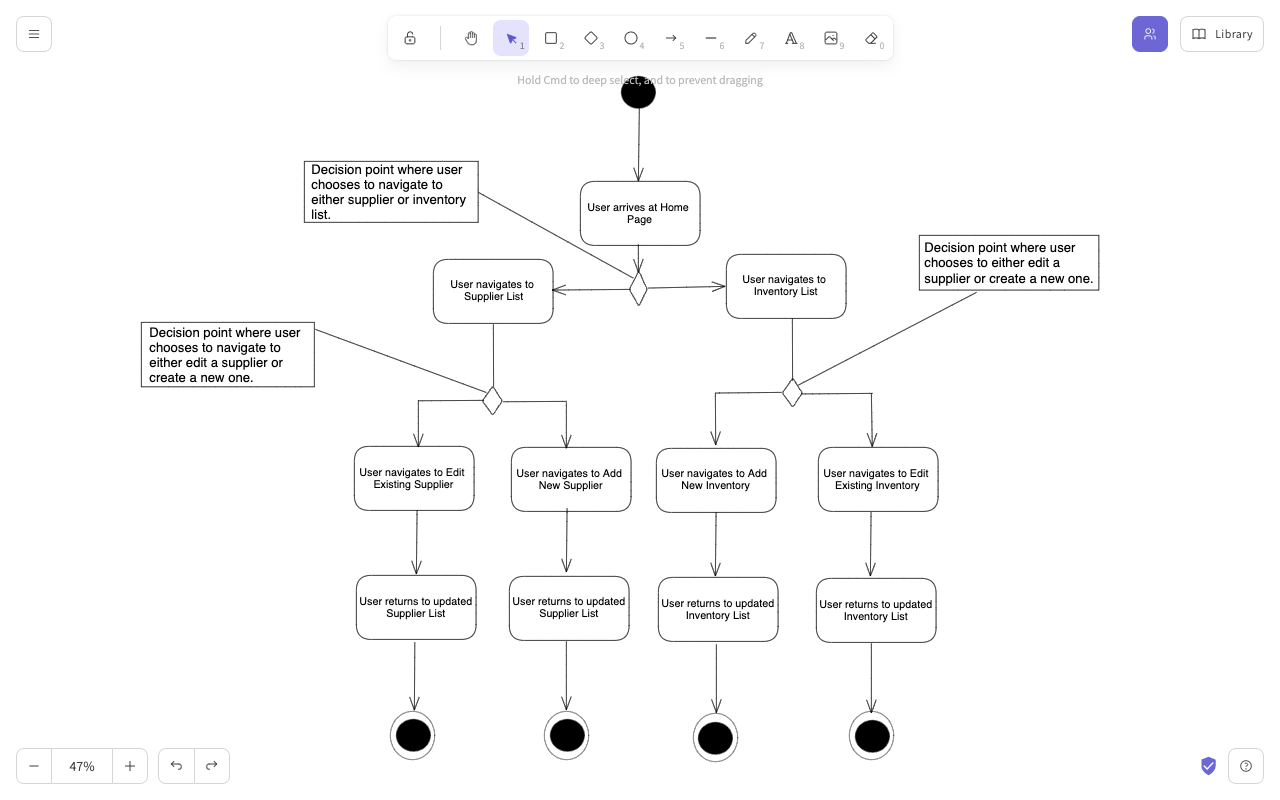 1
2
3
4
5
6
7
8
9
0
Library
Hold Cmd to deep select, and to prevent dragging
Decision point where user
chooses to navigate to
either supplier or inventory
list.
User arrives at Home
Page
Decision point where user
chooses to either edit a
supplier or create a new one.
User navigates to
Supplier List
User navigates to
Inventory List
Decision point where user
chooses to navigate to
either edit a supplier or
create a new one.
User navigates to Edit
Existing Supplier
User navigates to Add
New Supplier
User navigates to Add
New Inventory
User navigates to Edit
Existing Inventory
User returns to updated
Supplier List
User returns to updated
Supplier List
User returns to updated
Inventory List
User returns to updated
Inventory List
47%